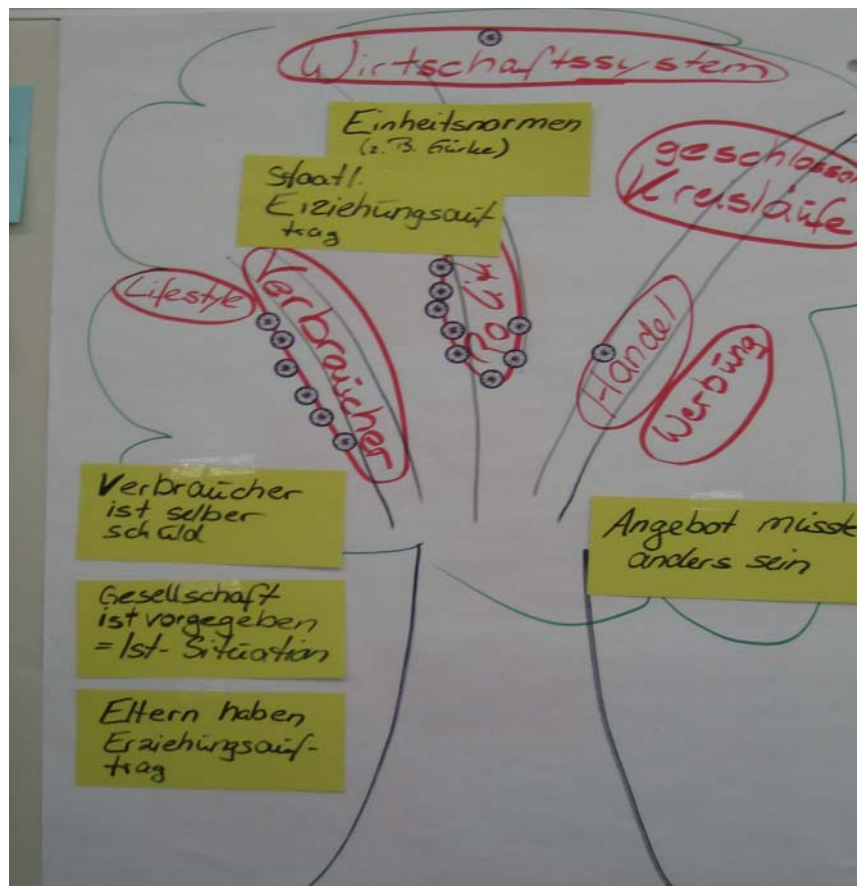 Wirtschaftssystem
Einheitsnormen
(z.B. Gurke)
Staatl.
Erziehungsauf-
trag
geschlossen
Kreisläufe
Lifestyle
Verbraucher
Handel
Werbung
Verbraucher
ist selber
schuld
Gesellschaft
ist vorgegeben
= Ist-Situation
Eltern haben
Erziehungsauf-
trag
Angebot müsste
anders sein